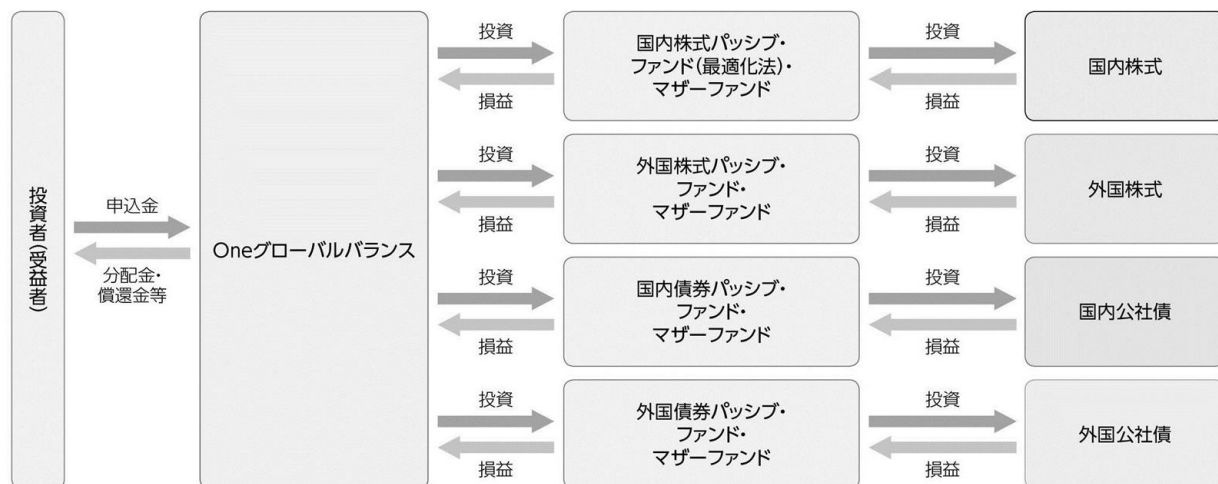 投資者(受益者)
申込金
分配金・
償還金等
Oneグローバルバランス
投資
損益
国内株式パッシブ・
ファンド(最適化法)・
マザーファンド
投資
損益
国内株式
投資
損益
外国株式パッシブ・
ファンド・
マザーファンド
投資
損益
外国株式
投資
損益
国内債券パッシブ・
ファンド・
マザーファンド
投資
損益
国内公社債
投資
損益
外国債券パッシブ・
ファンド・
マザーファンド
投資
損益
外国公社債